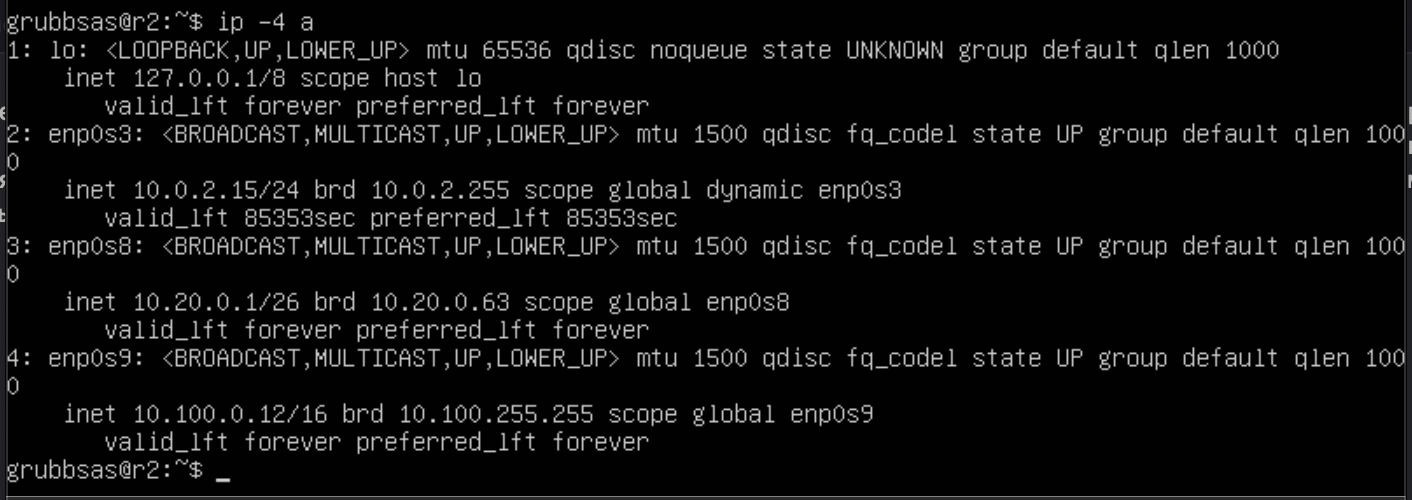 grubbsas@r2:~$ ip -4 a
1: lo: <LOOPBACK,UP,LOWER_UP> mtu 65536 qdisc noqueue state UNKNOWN group default qlen 1000
    inet 127.0.0.1/8 scope host lo
       valid_lft forever preferred_lft forever
2: enp0s3: <BROADCAST,MULTICAST,UP,LOWER_UP> mtu 1500 qdisc fq_codel state UP group default qlen 100
0
    inet 10.0.2.15/24 brd 10.0.2.255 scope global dynamic enp0s3
       valid_lft 85353sec preferred_lft 85353sec
3: enp0s8: <BROADCAST,MULTICAST,UP,LOWER_UP> mtu 1500 qdisc fq_codel state UP group default qlen 100
0
    inet 10.20.0.1/26 brd 10.20.0.63 scope global enp0s8
       valid_lft forever preferred_lft forever
4: enp0s9: <BROADCAST,MULTICAST,UP,LOWER_UP> mtu 1500 qdisc fq_codel state UP group default qlen 100
0
    inet 10.100.0.12/16 brd 10.100.255.255 scope global enp0s9
       valid_lft forever preferred_lft forever
grubbsas@r2:~$ _